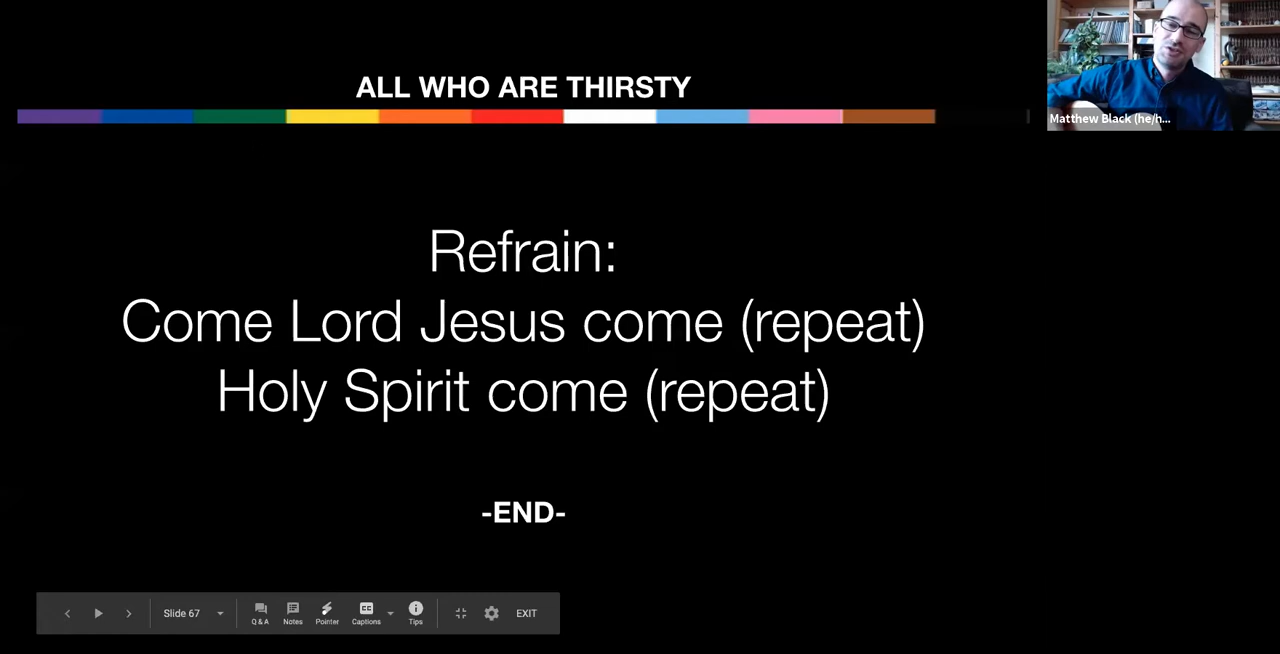 ALL WHO ARE THIRSTY
Matthew Black (he/h...
Refrain:
Come Lord Jesus come (repeat)
Holy Spirit come (repeat)
-END-
Slide 67
Q & A
Notes
Pointer
Captions
Tips
EXIT